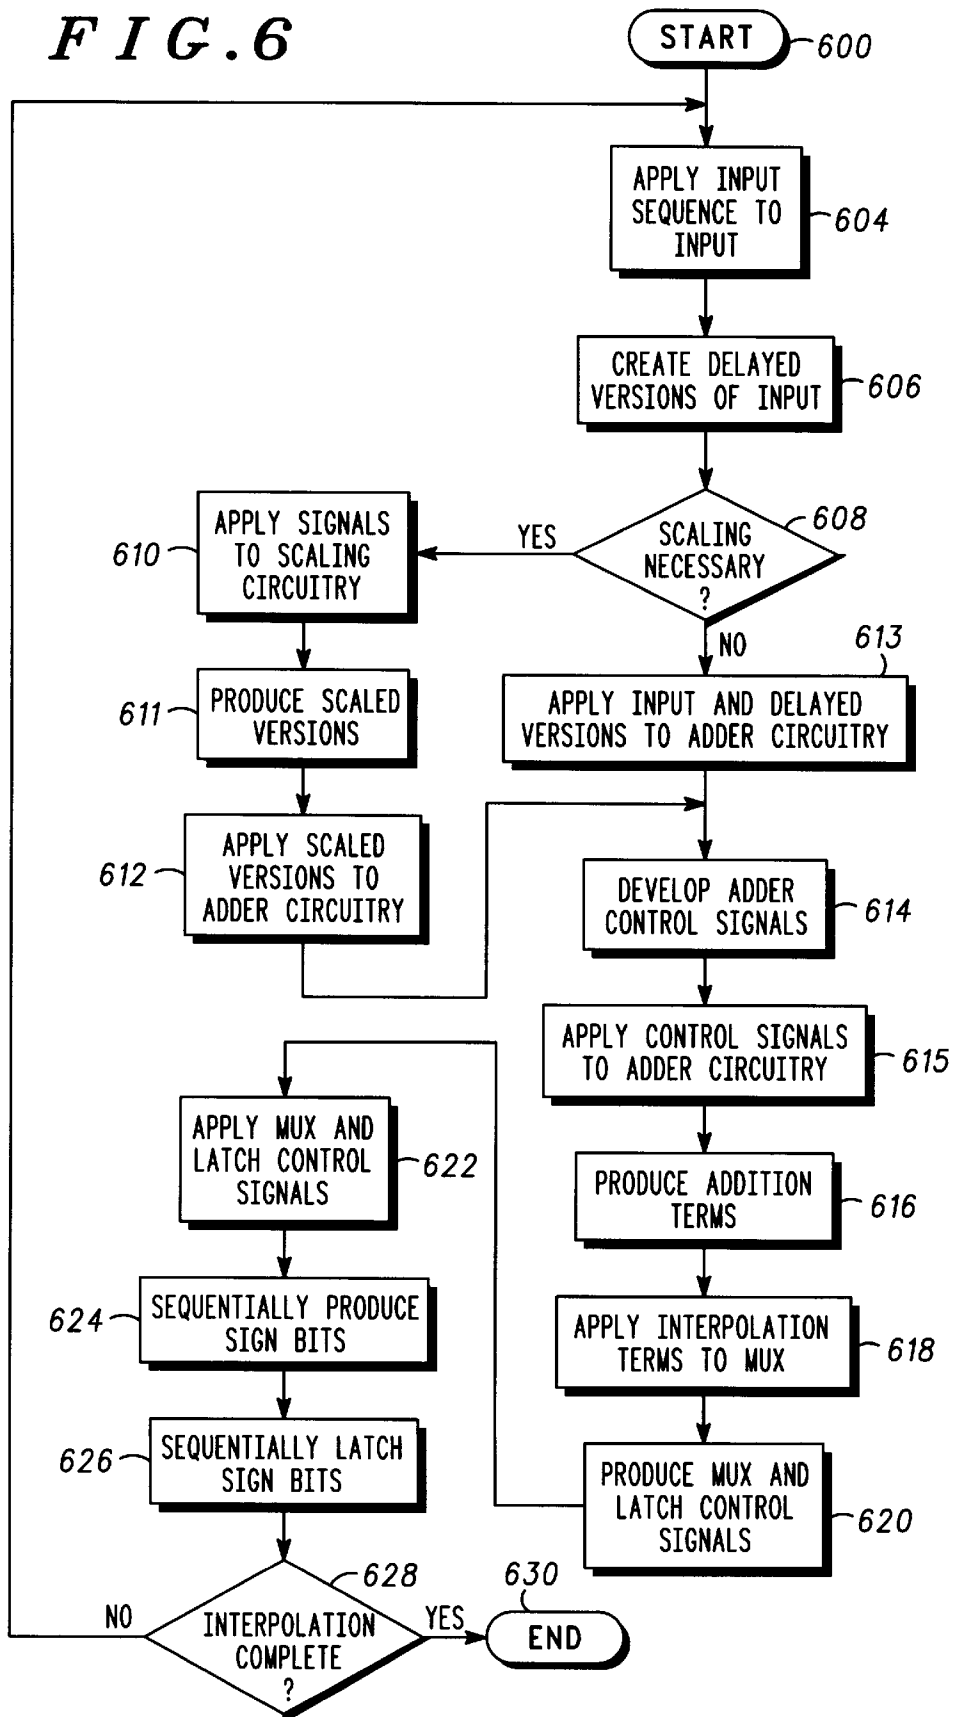 FIG.6
START
600
APPLY INPUT
SEQUENCE TO
INPUT
604
CREATE DELAYED
VERSIONS OF INPUT
606
SCALING
NECESSARY
?
608
YES
NO
APPLY SIGNALS
TO SCALING
CIRCUITRY
610
613
APPLY INPUT AND DELAYED
VERSIONS TO ADDER CIRCUITRY
PRODUCE SCALED
VERSIONS
611
APPLY SCALED
VERSIONS TO
ADDER CIRCUITRY
612
DEVELOP ADDER
CONTROL SIGNALS
614
APPLY CONTROL SIGNALS
TO ADDER CIRCUITRY
615
PRODUCE ADDITION
TERMS
616
APPLY INTERPOLATION
TERMS TO MUX
618
PRODUCE MUX AND
LATCH CONTROL
SIGNALS
620
APPLY MUX AND
LATCH CONTROL
SIGNALS
622
SEQUENTIALLY PRODUCE
SIGN BITS
624
SEQUENTIALLY LATCH
SIGN BITS
626
INTERPOLATION
COMPLETE
?
628
NO
YES
630
END